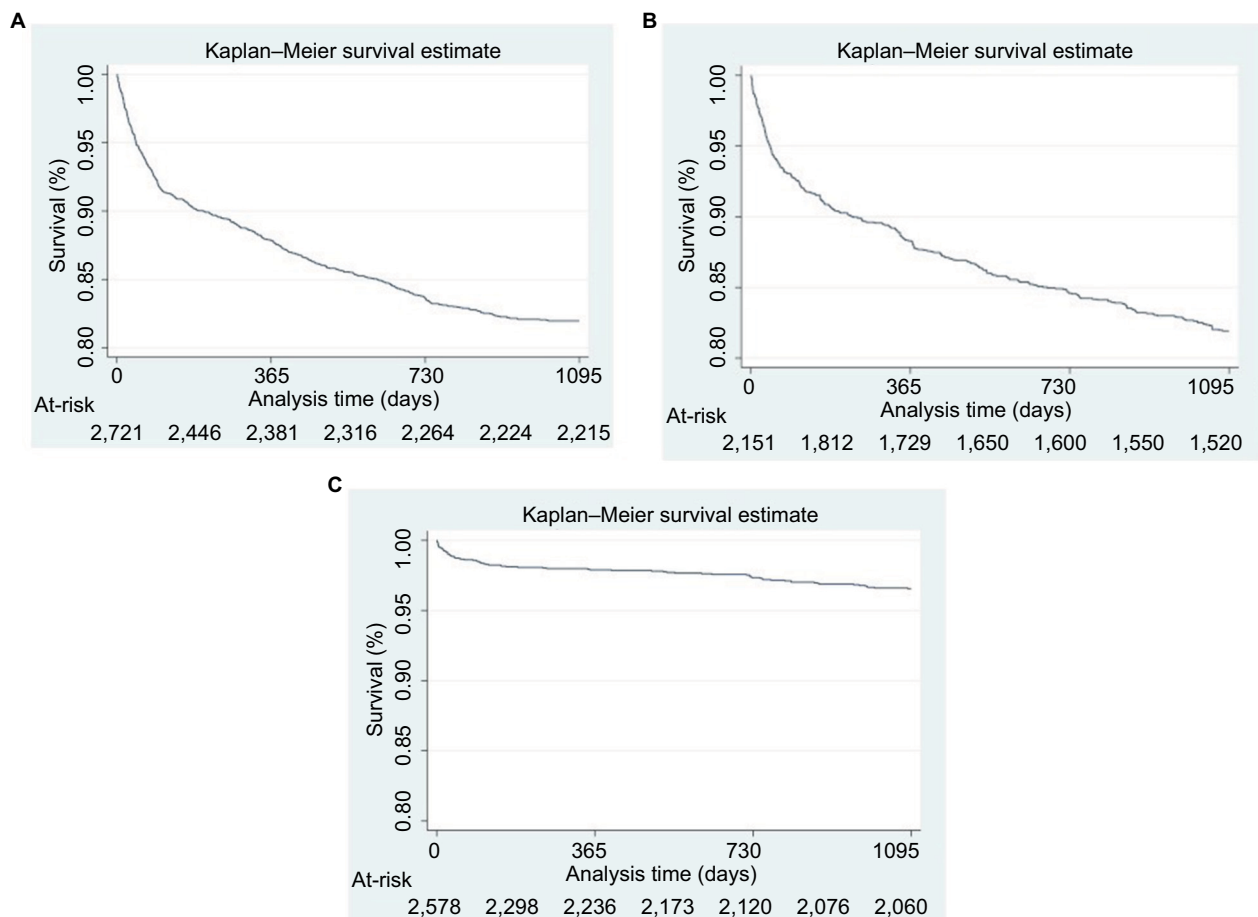 A
Kaplan–Meier survival estimate
Survival (%)
1.00
0.95
0.90
0.85
0.80
0 365 730 1095
Analysis time (days)
At-risk
2,721 2,446 2,381 2,316 2,264 2,224 2,215
B
Kaplan–Meier survival estimate
Survival (%)
1.00
0.95
0.90
0.85
0.80
0 365 730 1095
Analysis time (days)
At-risk
2,151 1,812 1,729 1,650 1,600 1,550 1,520
C
Kaplan–Meier survival estimate
Survival (%)
1.00
0.95
0.90
0.85
0.80
0 365 730 1095
Analysis time (days)
At-risk
2,578 2,298 2,236 2,173 2,120 2,076 2,060